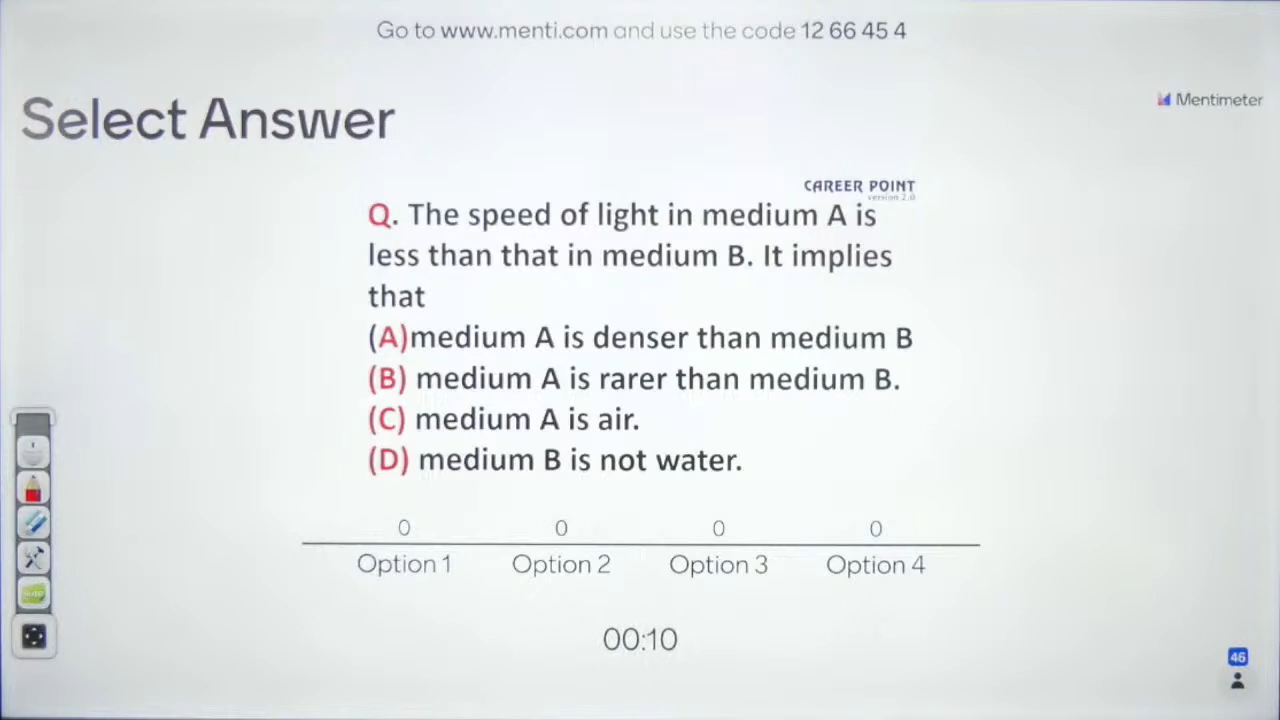 Go to www.menti.com and use the code 12 66 45 4
Select Answer
Mentimeter
CAREER POINT
version 2.0
Q. The speed of light in medium A is
less than that in medium B. It implies
that
(A)medium A is denser than medium B
(B) medium A is rarer than medium B.
(C) medium A is air.
(D) medium B is not water.
0 0 0 0
Option 1 Option 2 Option 3 Option 4
00:10
46